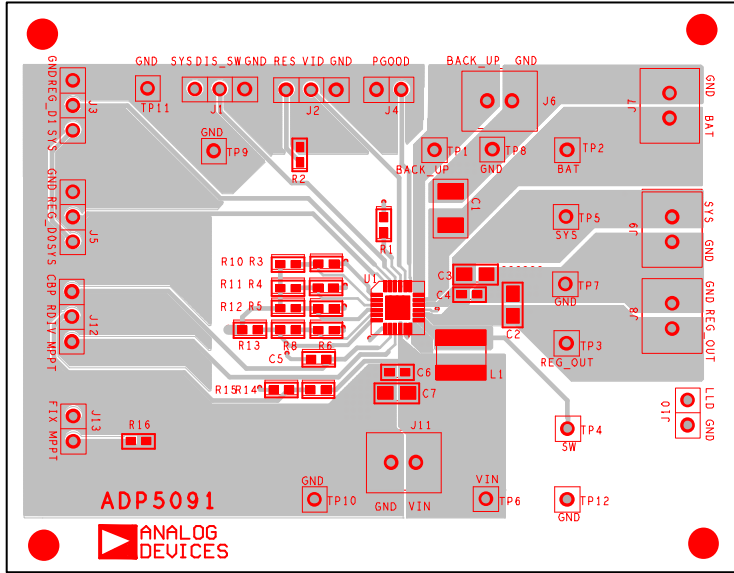 GND SYS DIS_SW GND RES VID GND PGOOD BACK_UP GND
TP11 J1 J2 J4 J6
GND REG_DI SYS
J3
GND
BAT
J7
GND
TP9
R2
TP1
BACK_UP
TP8
GND
TP2
BAT
GND REG_DO SYS
J5
C1
R1
TP5
SYS
SYS
GND
J9
R10 R3
U1
C3
R11 R4
C4
TP7
GND
CBP RDIV MPPT
J12
R12 R5
C2
GND REG_OUT
J8
R13 R8 R6
TP3
REG_OUT
C5
L1
C6
R15 R14
C7
FIX MPPT
J13
R16
J11
TP4
SW
LLD GND
J10
GND
TP10
GND VIN
VIN
TP6
TP12
GND
ADP5091
ANALOG
DEVICES